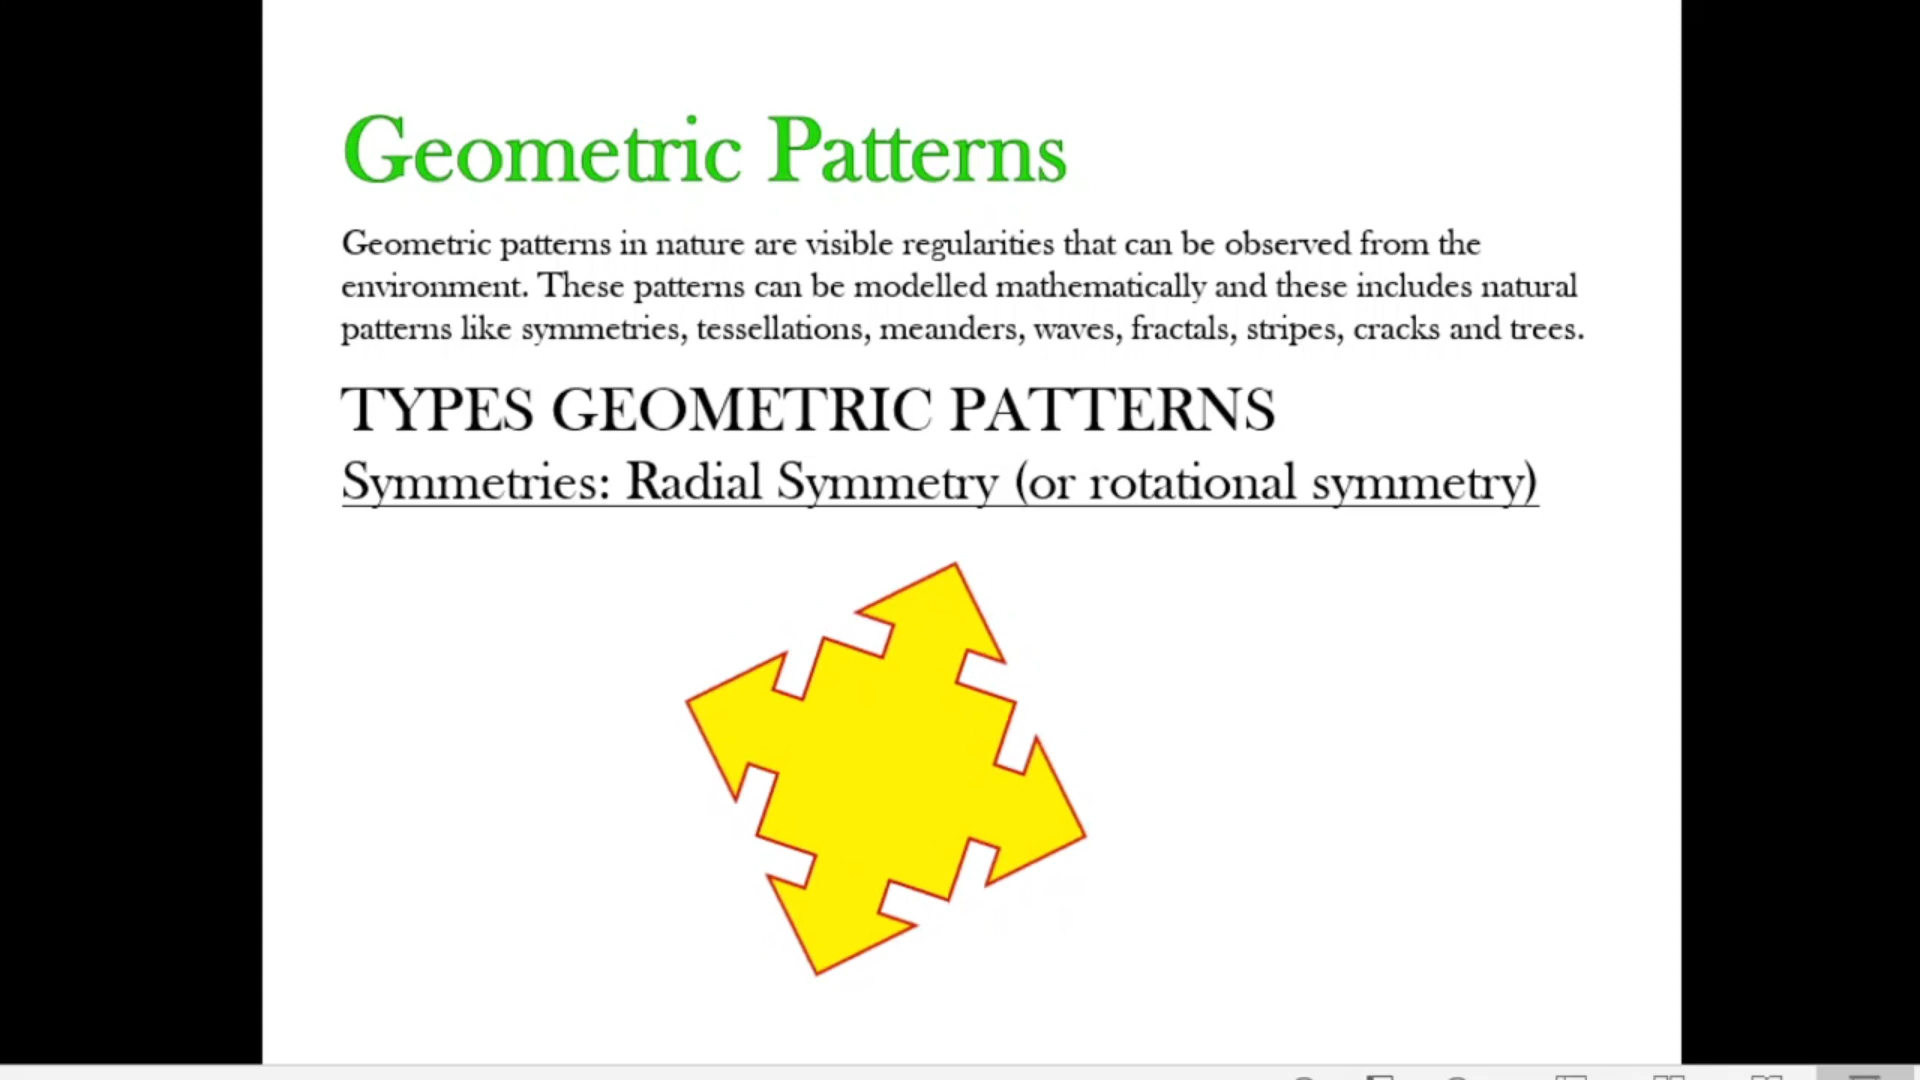 Geometric Patterns
Geometric patterns in nature are visible regularities that can be observed from the
environment. These patterns can be modelled mathematically and these includes natural
patterns like symmetries, tessellations, meanders, waves, fractals, stripes, cracks and trees.
TYPES GEOMETRIC PATTERNS
Symmetries: Radial Symmetry (or rotational symmetry)